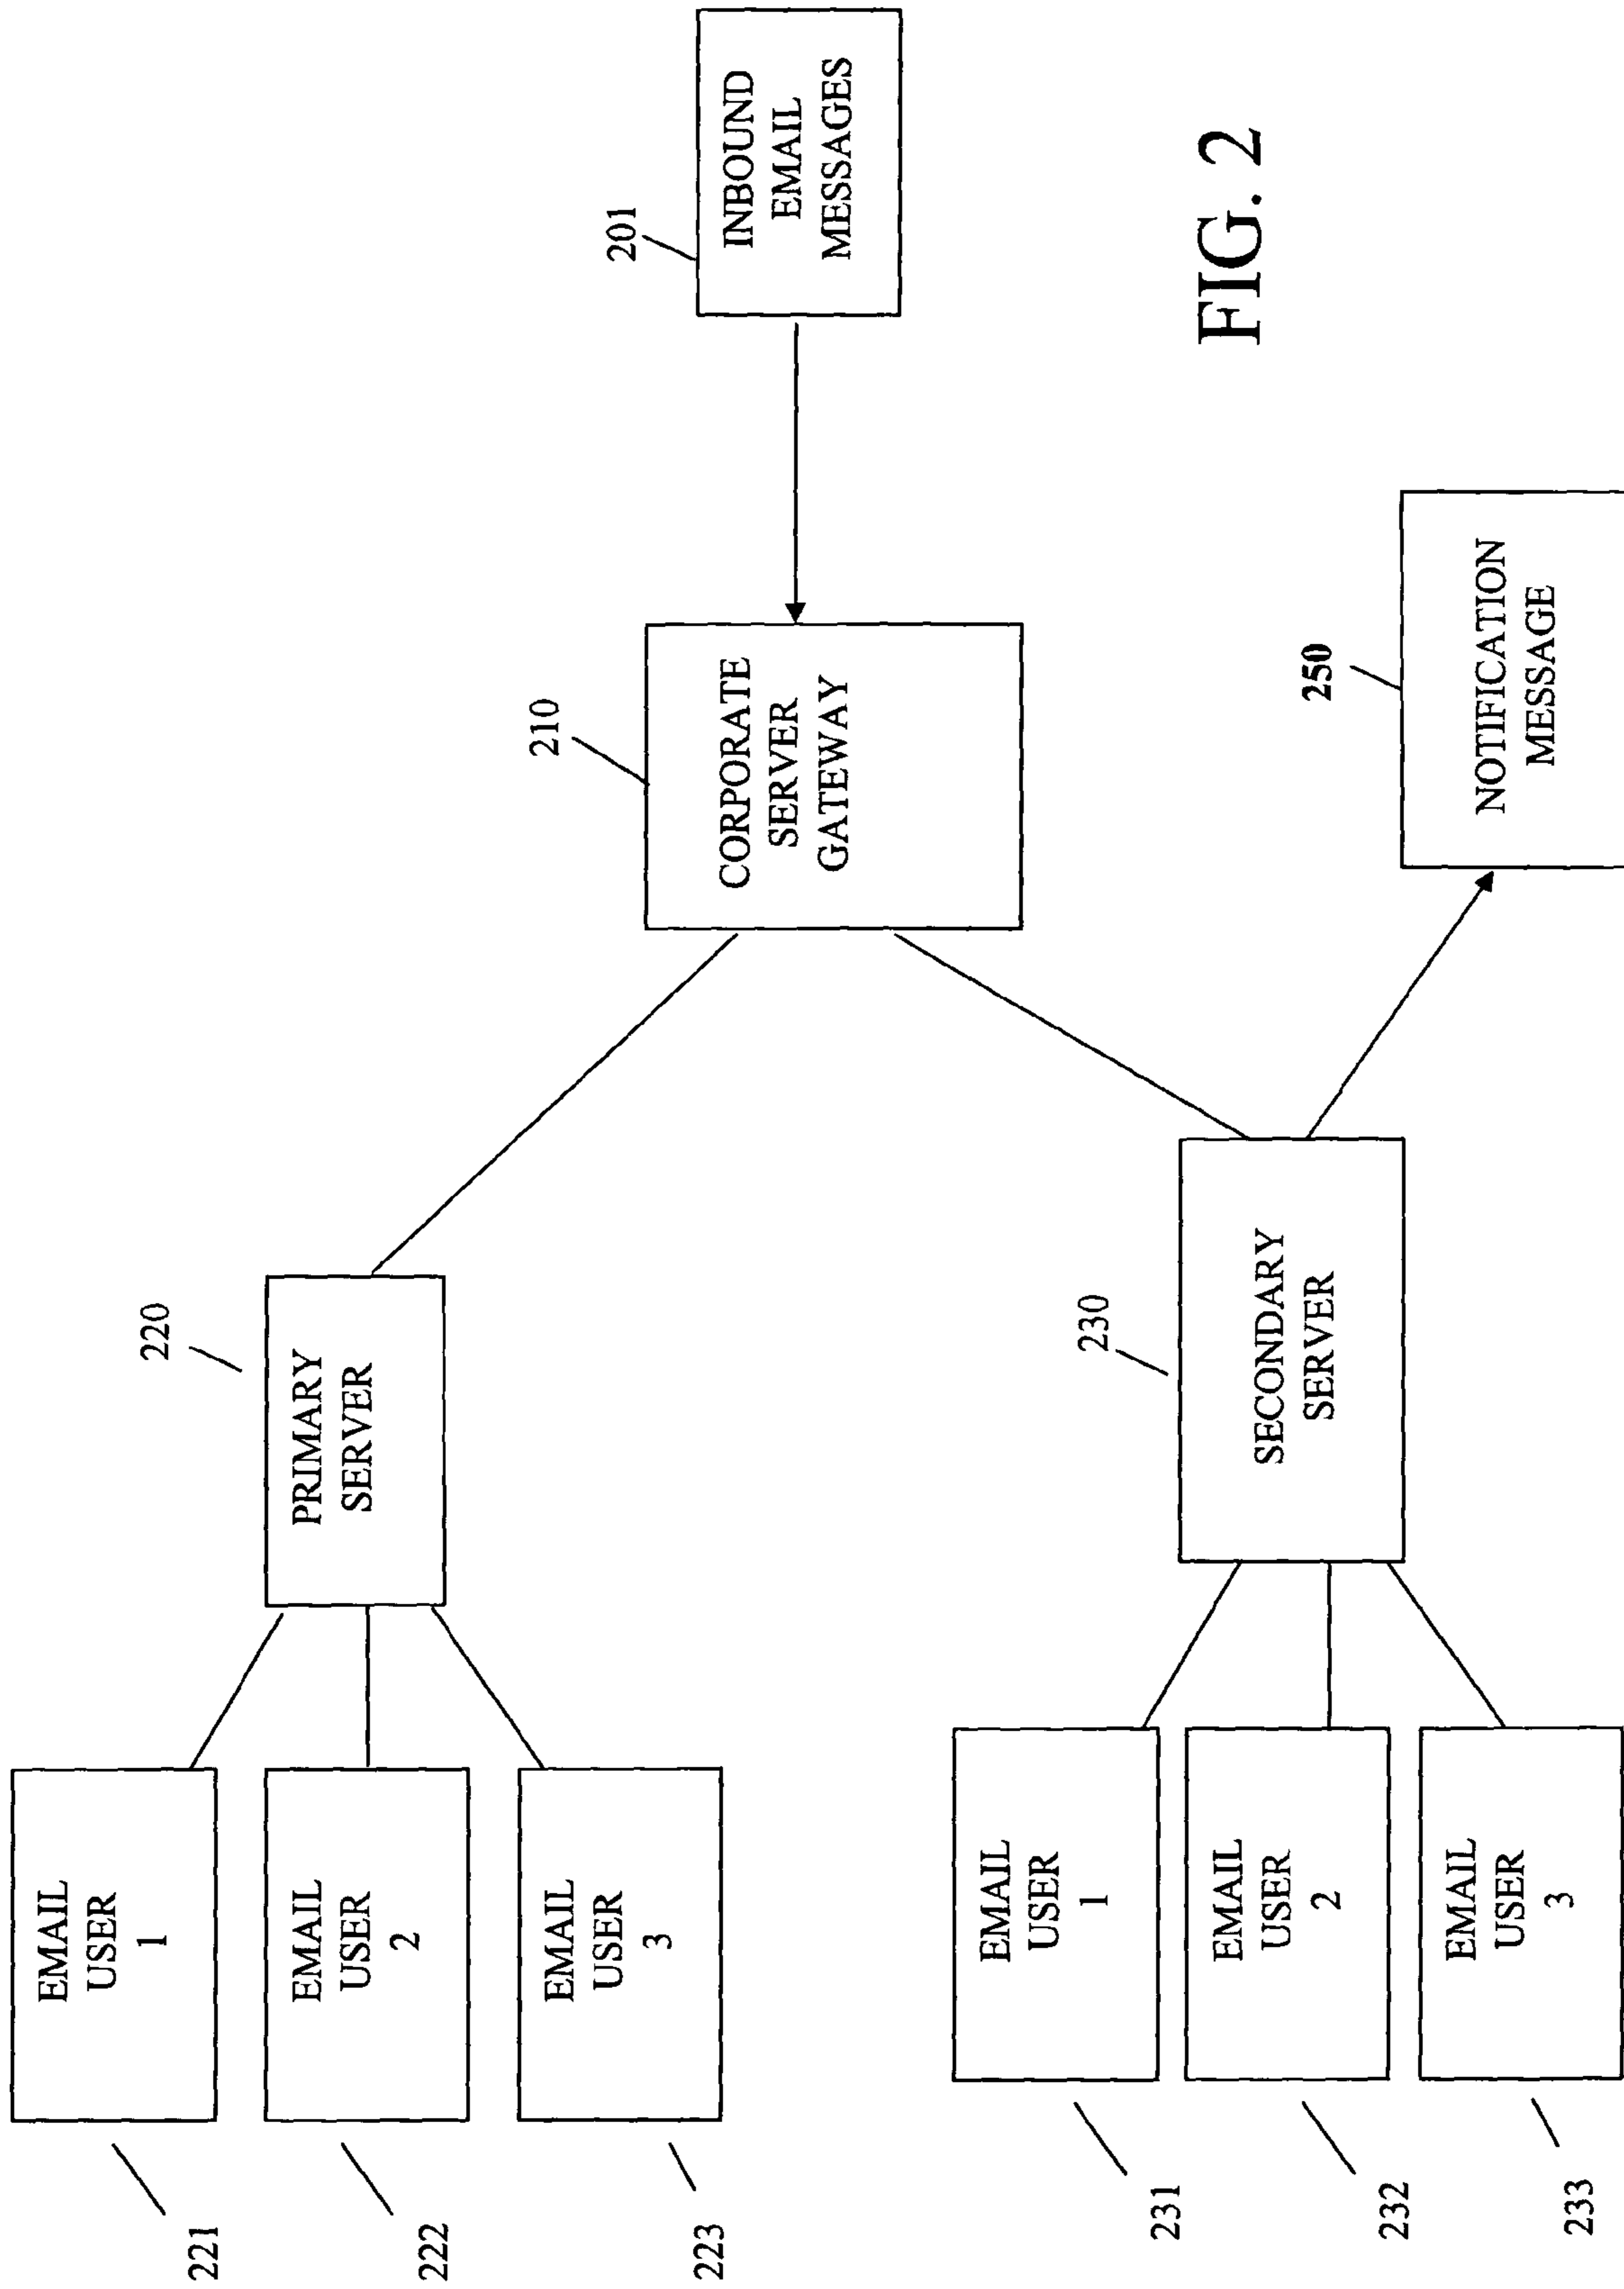 221
EMAIL
USER
1
222
EMAIL
USER
2
223
EMAIL
USER
3
220
PRIMARY
SERVER
210
CORPORATE
SERVER
GATEWAY
201
INBOUND
EMAIL
MESSAGES
231
EMAIL
USER
1
232
EMAIL
USER
2
233
EMAIL
USER
3
230
SECONDARY
SERVER
250
NOTIFICATION
MESSAGE
FIG. 2